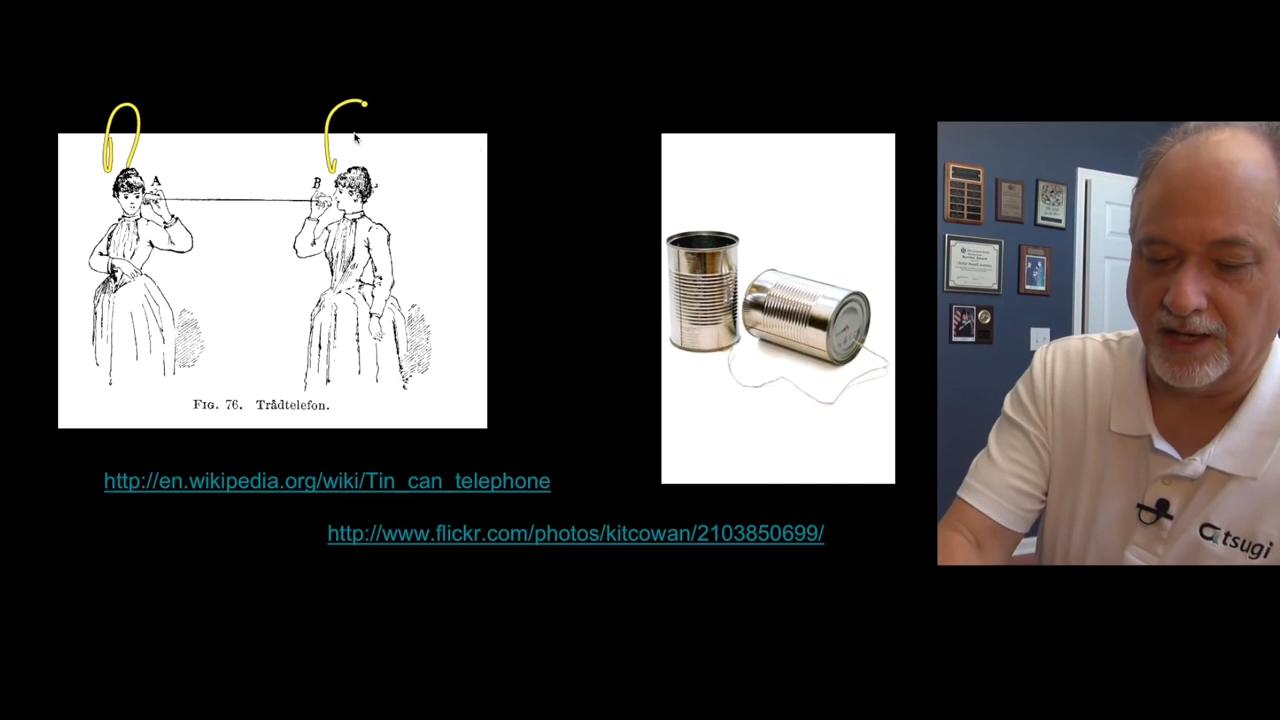 A
B
FIG. 76. Trådtelefon.
http://en.wikipedia.org/wiki/Tin_can_telephone
http://www.flickr.com/photos/kitcowan/2103850699/
tsugi